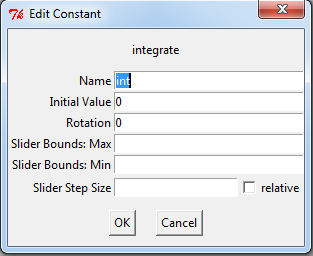 Edit Constant
integrate
Name int
Initial Value 0
Rotation 0
Slider Bounds: Max
Slider Bounds: Min
Slider Step Size relative
OK Cancel